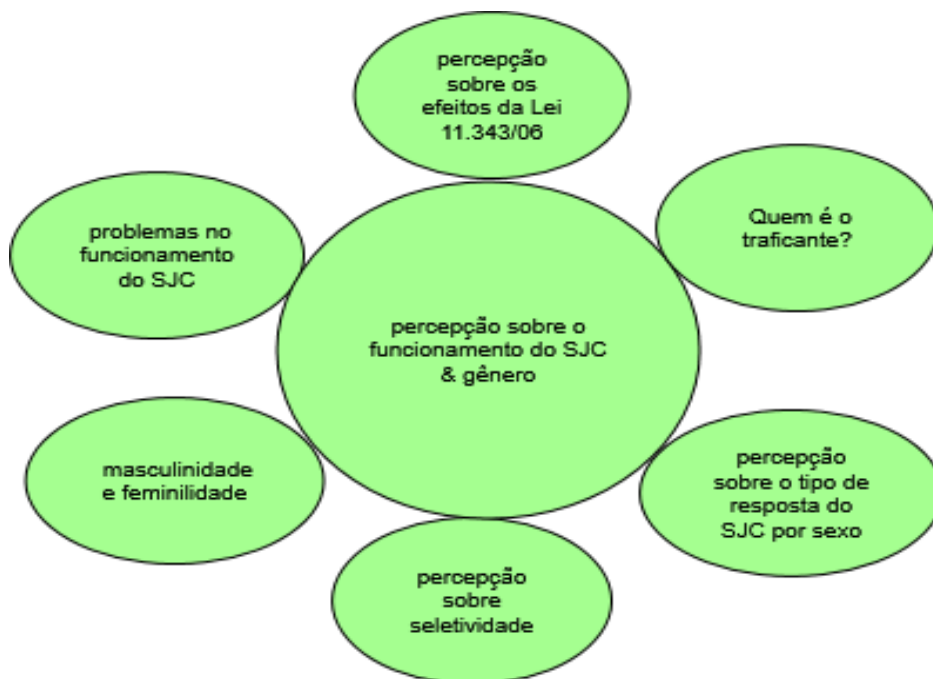 percepção
sobre os
efeitos da Lei
11.343/06
Quem é o
traficante?
problemas no
funcionamento
do SJC
percepção sobre o
funcionamento do SJC
& gênero
masculinidade
e feminilidade
percepção
sobre o tipo de
resposta do
SJC por sexo
percepção
sobre
seletividade